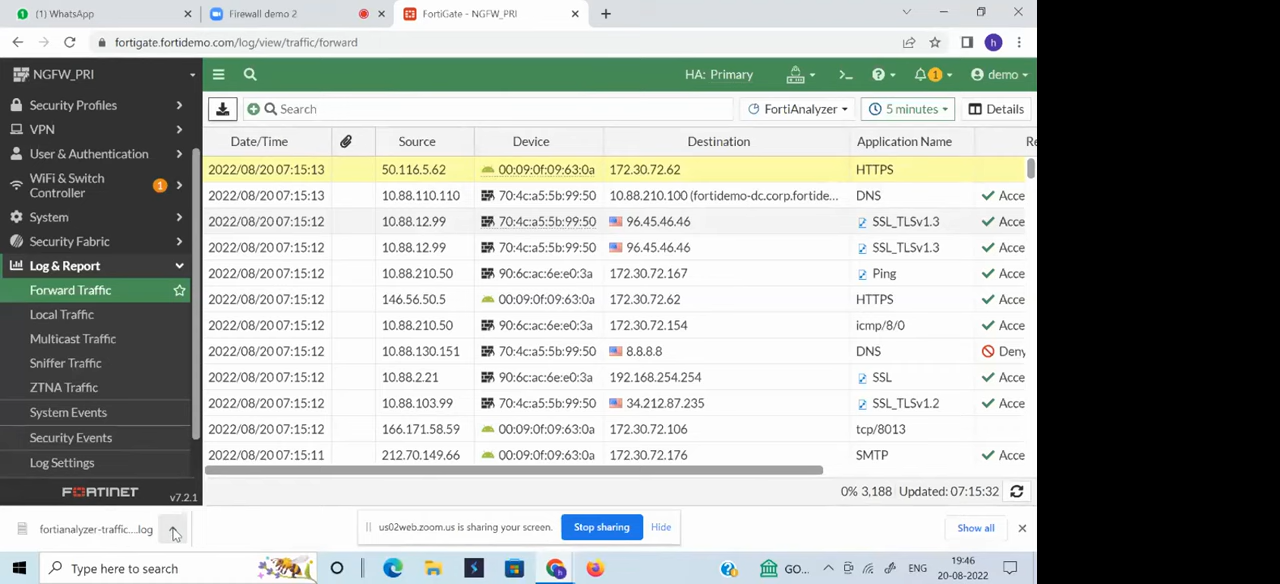 (1) WhatsApp
Firewall demo 2
FortiGate - NGFW_PRI
fortigate.fortidemo.com/log/view/traffic/forward
h
NGFW_PRI
HA: Primary
1
demo
Security Profiles
VPN
User & Authentication
WiFi & Switch
Controller
1
System
Security Fabric
Log & Report
Forward Traffic
Local Traffic
Multicast Traffic
Sniffer Traffic
ZTNA Traffic
System Events
Security Events
Log Settings
FORTINET
v7.2.1
Search
FortiAnalyzer
5 minutes
Details
Date/Time Source Device Destination Application Name Re
2022/08/20 07:15:13 50.116.5.62 00:09:0f:09:63:0a 172.30.72.62 HTTPS
2022/08/20 07:15:13 10.88.110.110 70:4c:a5:5b:99:50 10.88.210.100 (fortidemo-dc.corp.fortide... DNS Acce
2022/08/20 07:15:12 10.88.12.99 70:4c:a5:5b:99:50 96.45.46.46 SSL_TLSv1.3 Acce
2022/08/20 07:15:12 10.88.12.99 70:4c:a5:5b:99:50 96.45.46.46 SSL_TLSv1.3 Acce
2022/08/20 07:15:12 10.88.210.50 90:6c:ac:6e:e0:3a 172.30.72.167 Ping Acce
2022/08/20 07:15:12 146.56.50.5 00:09:0f:09:63:0a 172.30.72.62 HTTPS Acce
2022/08/20 07:15:12 10.88.210.50 90:6c:ac:6e:e0:3a 172.30.72.154 icmp/8/0 Acce
2022/08/20 07:15:12 10.88.130.151 70:4c:a5:5b:99:50 8.8.8.8 DNS Deny
2022/08/20 07:15:12 10.88.2.21 90:6c:ac:6e:e0:3a 192.168.254.254 SSL Acce
2022/08/20 07:15:12 10.88.103.99 70:4c:a5:5b:99:50 34.212.87.235 SSL_TLSv1.2 Acce
2022/08/20 07:15:12 166.171.58.59 00:09:0f:09:63:0a 172.30.72.106 tcp/8013
2022/08/20 07:15:11 212.70.149.66 00:09:0f:09:63:0a 172.30.72.176 SMTP Acce
0% 3,188 Updated: 07:15:32
fortianalyzer-traffic....log
us02web.zoom.us is sharing your screen.
Stop sharing
Hide
Show all
Type here to search
GO...
ENG
19:46
20-08-2022